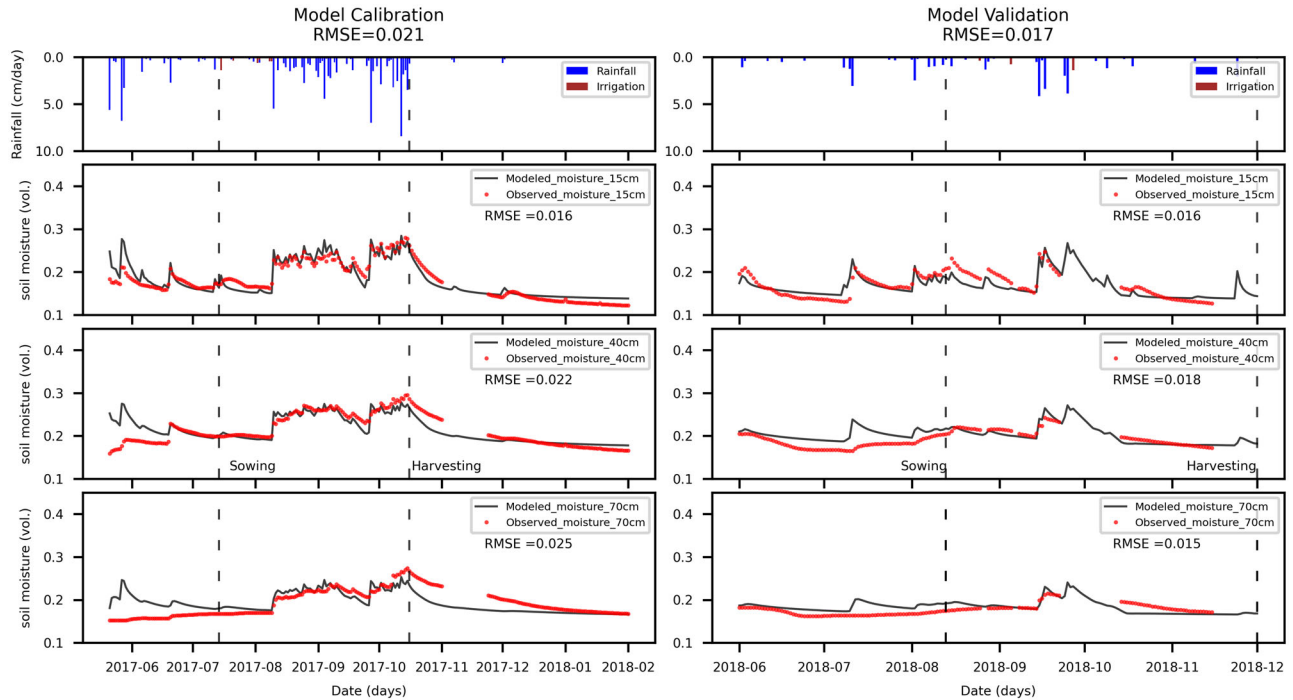 Model Calibration
RMSE=0.021
Rainfall (cm/day)
0.0
5.0
10.0
Rainfall
Irrigation
soil moisture (vol.)
0.4
0.3
0.2
0.1
Modeled_moisture_15cm
Observed_moisture_15cm
RMSE =0.016
soil moisture (vol.)
0.4
0.3
0.2
0.1
Modeled_moisture_40cm
Observed_moisture_40cm
RMSE =0.022
Sowing
Harvesting
soil moisture (vol.)
0.4
0.3
0.2
0.1
Modeled_moisture_70cm
Observed_moisture_70cm
RMSE =0.025
2017-06 2017-07 2017-08 2017-09 2017-10 2017-11 2017-12 2018-01 2018-02
Date (days)
Model Validation
RMSE=0.017
0.0
5.0
10.0
Rainfall
Irrigation
0.4
0.3
0.2
0.1
Modeled_moisture_15cm
Observed_moisture_15cm
RMSE =0.016
0.4
0.3
0.2
0.1
Modeled_moisture_40cm
Observed_moisture_40cm
RMSE =0.018
Sowing
Harvesting
0.4
0.3
0.2
0.1
Modeled_moisture_70cm
Observed_moisture_70cm
RMSE =0.015
2018-06 2018-07 2018-08 2018-09 2018-10 2018-11 2018-12
Date (days)